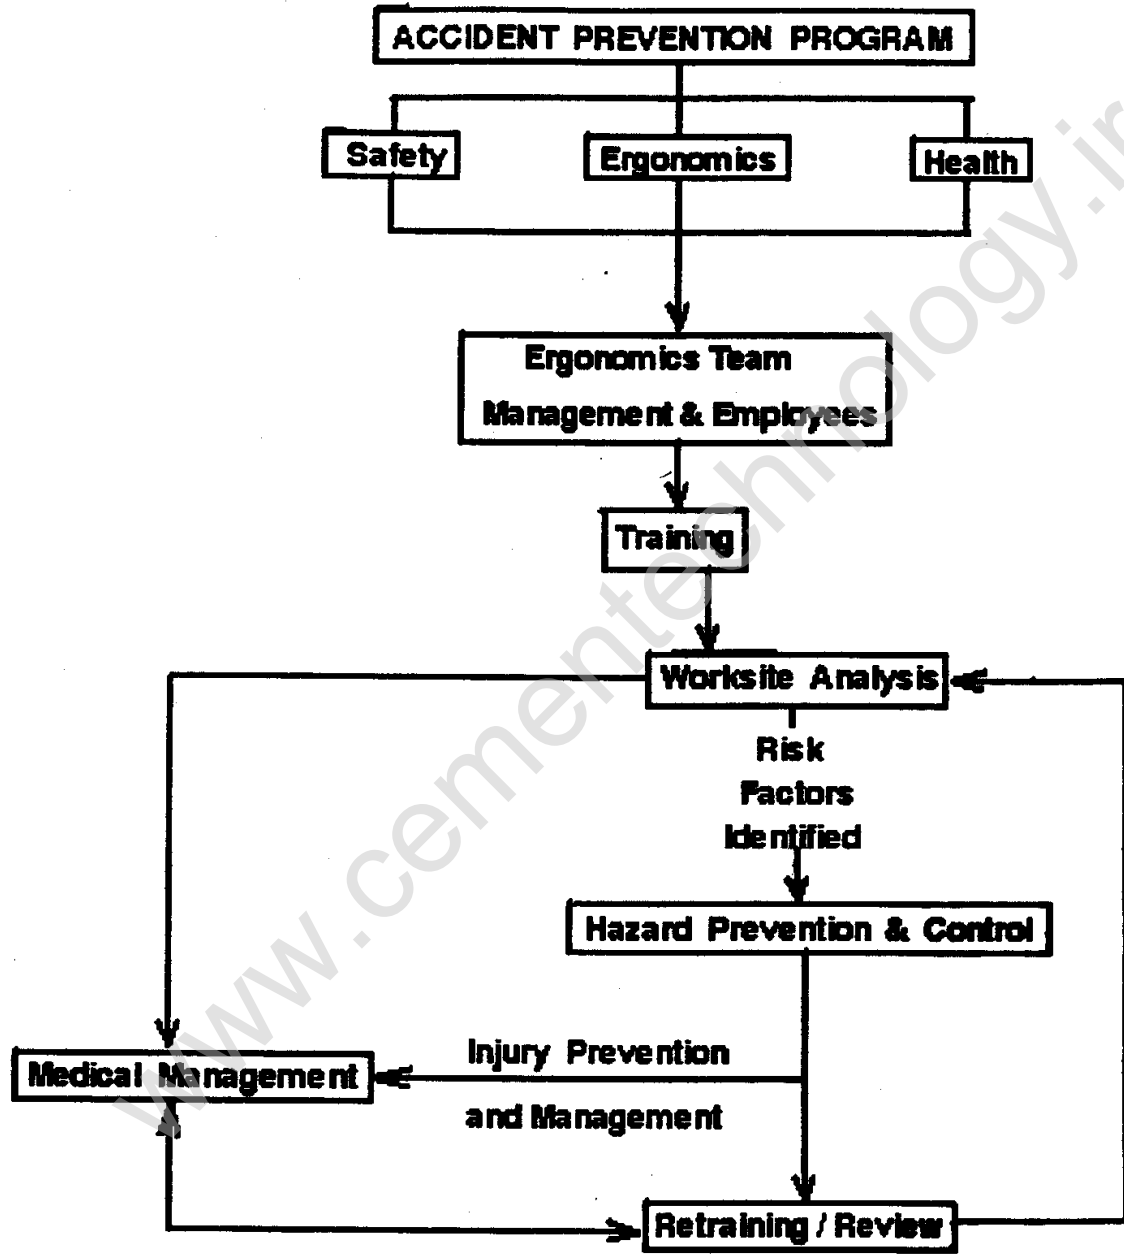 ACCIDENT PREVENTION PROGRAM
Safety
Ergonomics
Health
Ergonomics Team
Management & Employees
Training
Worksite Analysis
Risk
Factors
Identified
Hazard Prevention & Control
Injury Prevention
Medical Management
and Management
Retraining / Review
www.cementechnology.ir